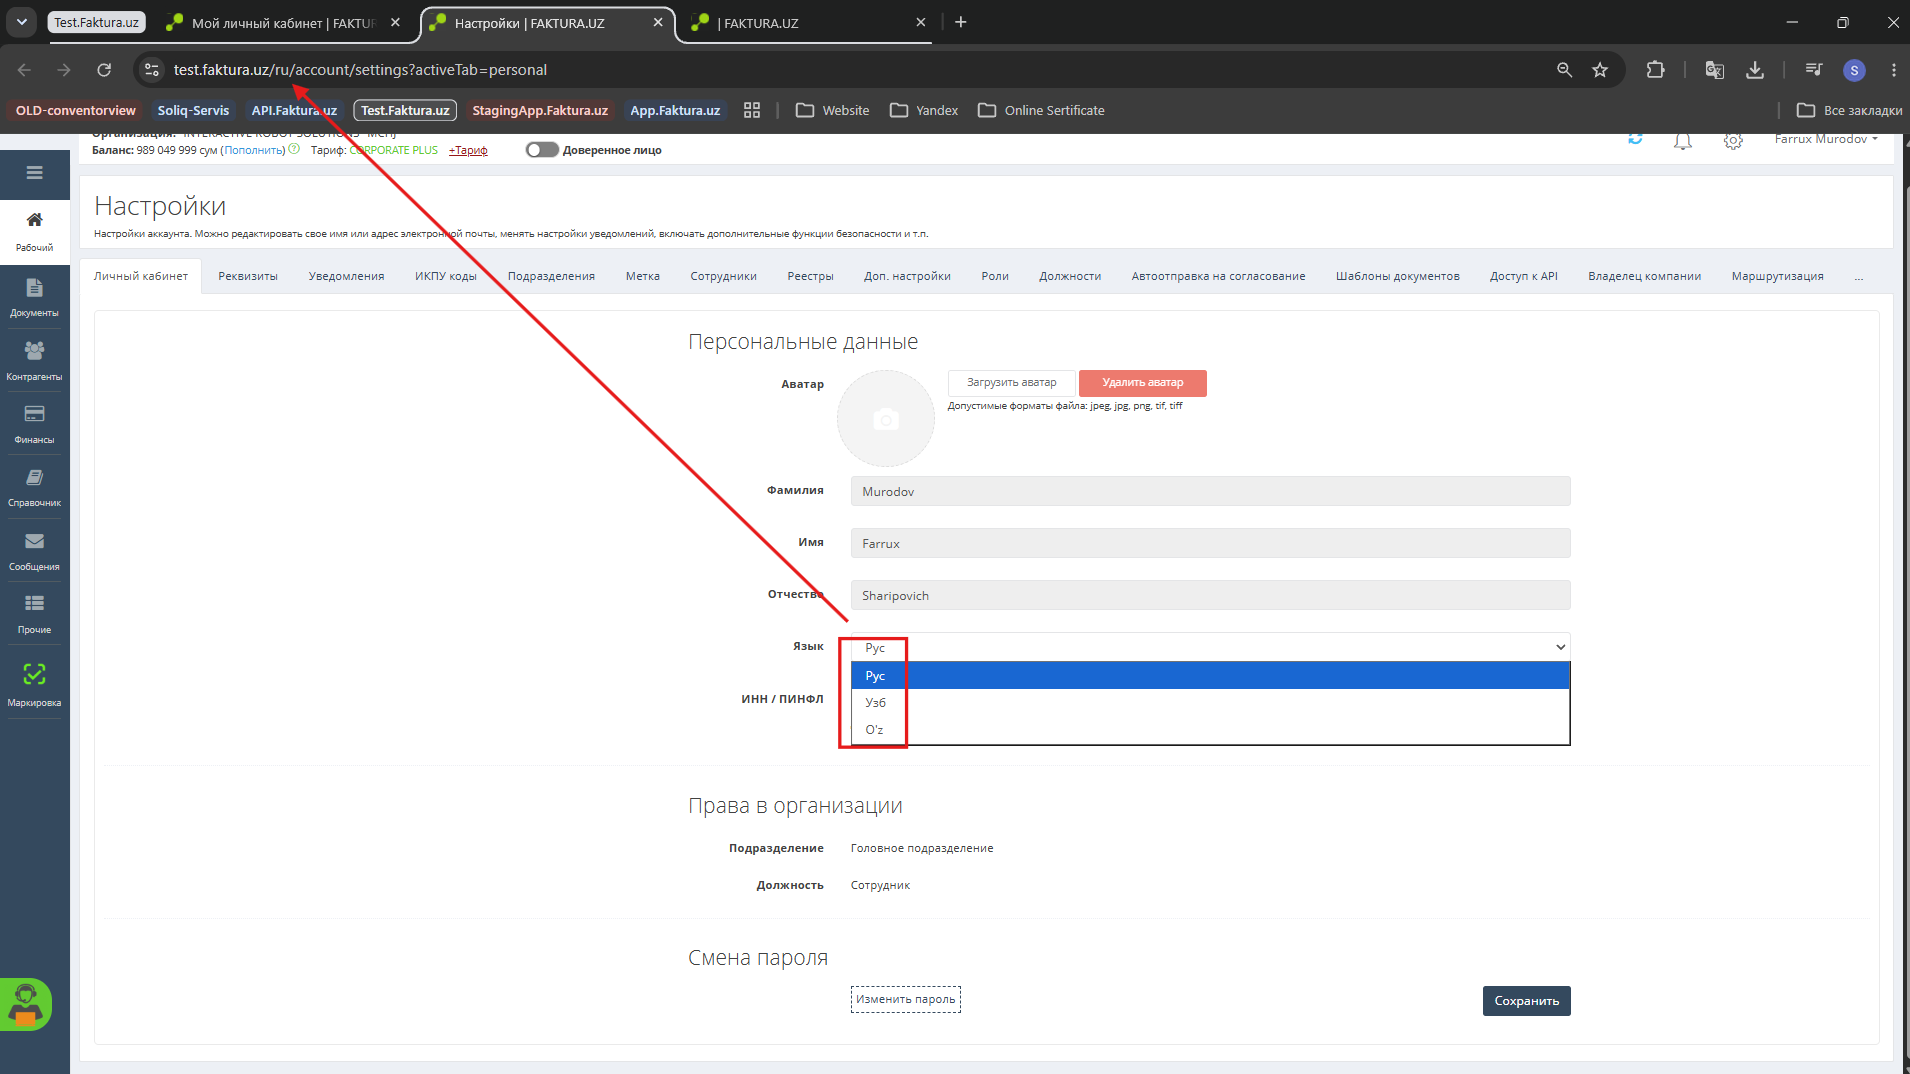 Test.Faktura.uz
Мой личный кабинет | FAKTUR
Настройки | FAKTURA.UZ
| FAKTURA.UZ
test.faktura.uz/ru/account/settings?activeTab=personal
S
OLD-conventorview
Soliq-Servis
API.Faktura.uz
Test.Faktura.uz
StagingApp.Faktura.uz
App.Faktura.uz
Website
Yandex
Online Sertificate
Все закладки
Организация: "INTERACTIVE ROBOT SOLUTIONS" MCHJ
Баланс: 989 049 999 сум (Пополнить) ? Тариф: CORPORATE PLUS +Тариф
Доверенное лицо
Farrux Murodov
Настройки
Настройки аккаунта. Можно редактировать свое имя или адрес электронной почты, менять настройки уведомлений, включать дополнительные функции безопасности и т.п.
Рабочий
Документы
Контрагенты
Финансы
Справочник
Сообщения
Прочие
Маркировка
Личный кабинет
Реквизиты
Уведомления
ИКПУ коды
Подразделения
Метка
Сотрудники
Реестры
Доп. настройки
Роли
Должности
Автоотправка на согласование
Шаблоны документов
Доступ к API
Владелец компании
Маршрутизация
...
Персональные данные
Аватар
Загрузить аватар
Удалить аватар
Допустимые форматы файла: jpeg, jpg, png, tif, tiff
Фамилия
Murodov
Имя
Farrux
Отчество
Sharipovich
Язык
Рус
Рус
Узб
O'z
ИНН / ПИНФЛ
Права в организации
Подразделение
Головное подразделение
Должность
Сотрудник
Смена пароля
Изменить пароль
Сохранить